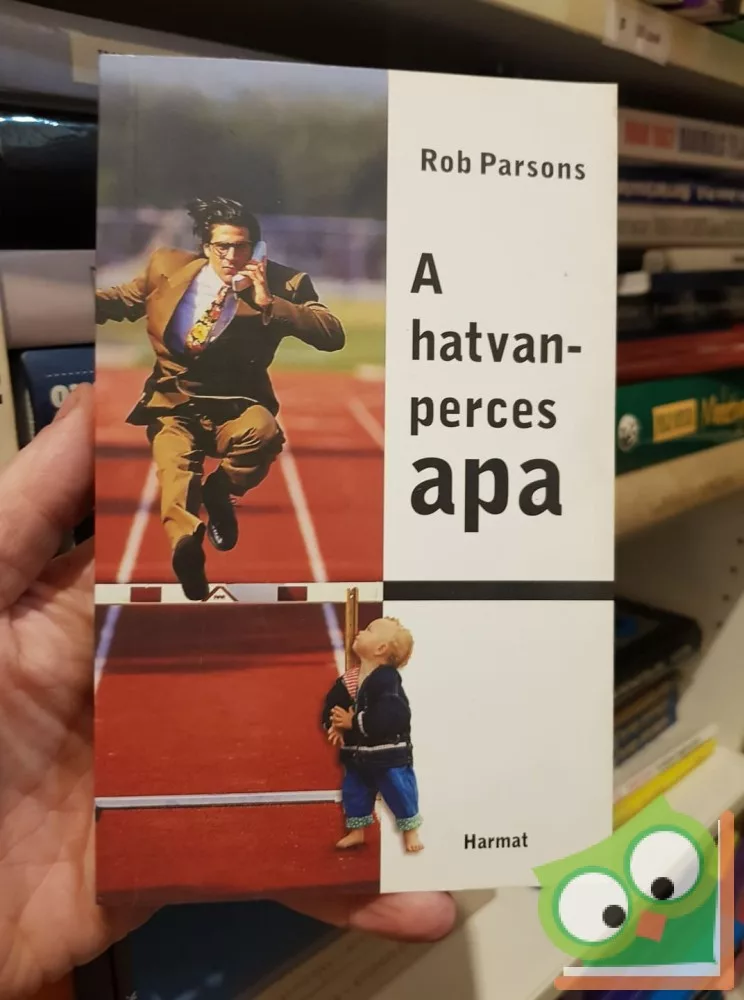 Rob Parsons
A
hatvan-
perces
apa
Harmat